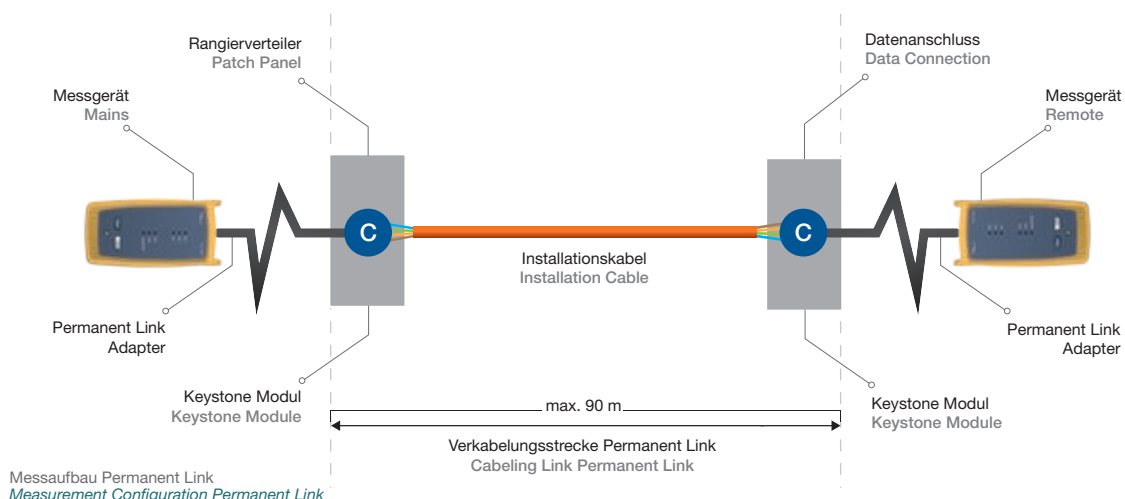 Rangierverteiler
Patch Panel
Datenanschluss
Data Connection
Messgerät
Mains
Messgerät
Remote
C
C
Installationskabel
Installation Cable
Permanent Link
Adapter
Permanent Link
Adapter
Keystone Modul
Keystone Module
max. 90 m
Keystone Modul
Keystone Module
Verkabelungsstrecke Permanent Link
Cabeling Link Permanent Link
Messaufbau Permanent Link
Measurement Configuration Permanent Link